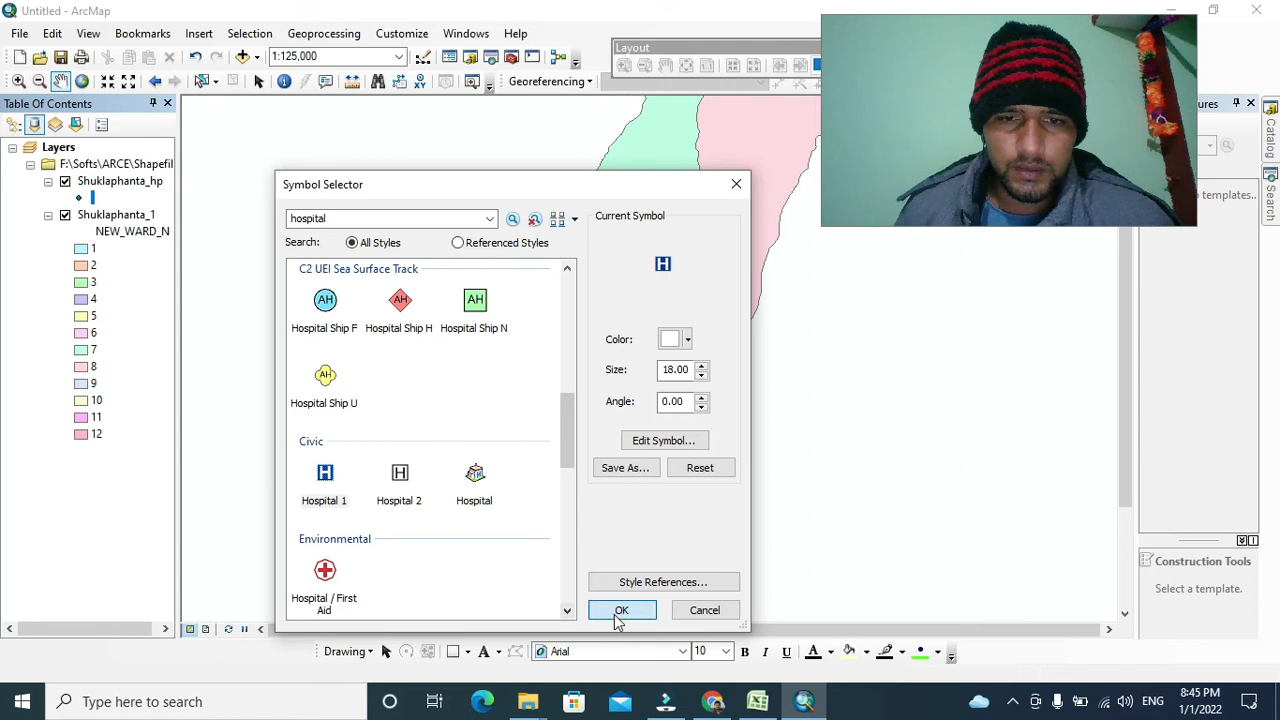 Untitled - ArcMap
File Edit View Bookmarks Insert Selection Geoprocessing Customize Windows Help
1:125,000
Layout
Georeferencing
Table Of Contents
Layers
F:\Softs\ARCE\Shapefil
Shuklaphanta_hp
Shuklaphanta_1
NEW_WARD_N
1
2
3
4
5
6
7
8
9
10
11
12
Symbol Selector
hospital
Search: All Styles Referenced Styles
C2 UEI Sea Surface Track
AH AH AH
Hospital Ship F Hospital Ship H Hospital Ship N
AH
Hospital Ship U
Civic
H H H
Hospital 1 Hospital 2 Hospital
Environmental
Hospital / First
Aid
Current Symbol
H
Color:
Size: 18.00
Angle: 0.00
Edit Symbol...
Save As... Reset
Style References...
OK Cancel
ures
templates.
Catalog
Search
Construction Tools
Select a template.
Drawing A Arial 10 B I U A
Type here to search
ENG
8:45 PM
1/1/2022